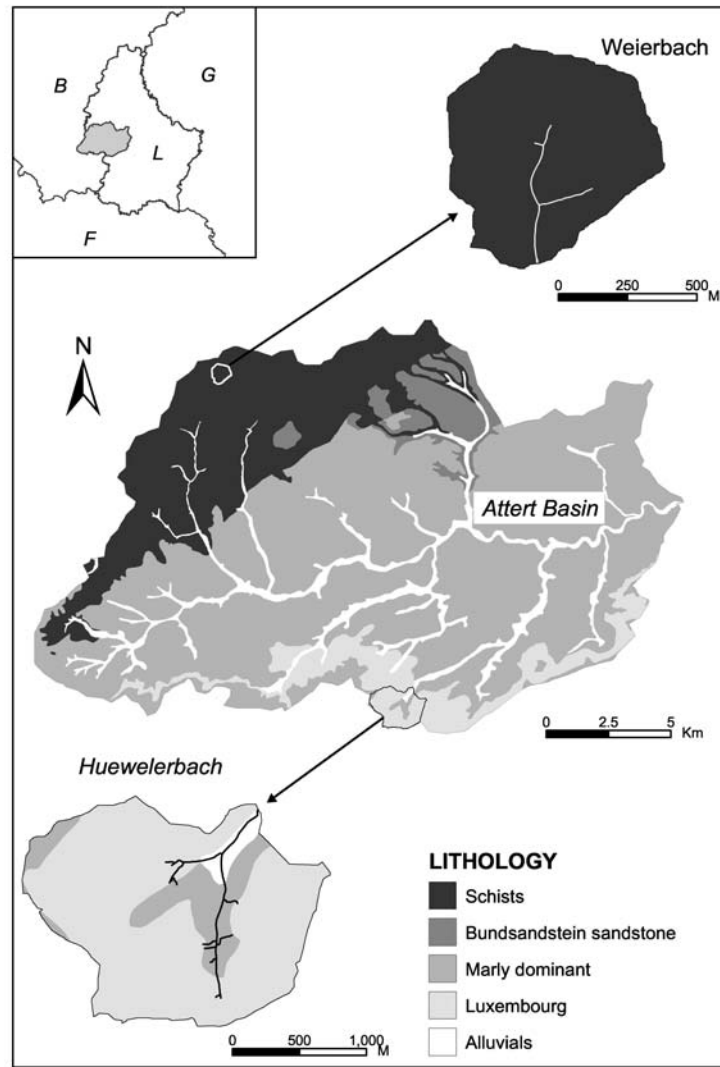 B
G
L
F
Weierbach
0 250 500
M
N
Attert Basin
0 2.5 5
Km
Huewelerbach
0 500 1,000
M
LITHOLOGY
Schists
Bundsandstein sandstone
Marly dominant
Luxembourg
Alluvials